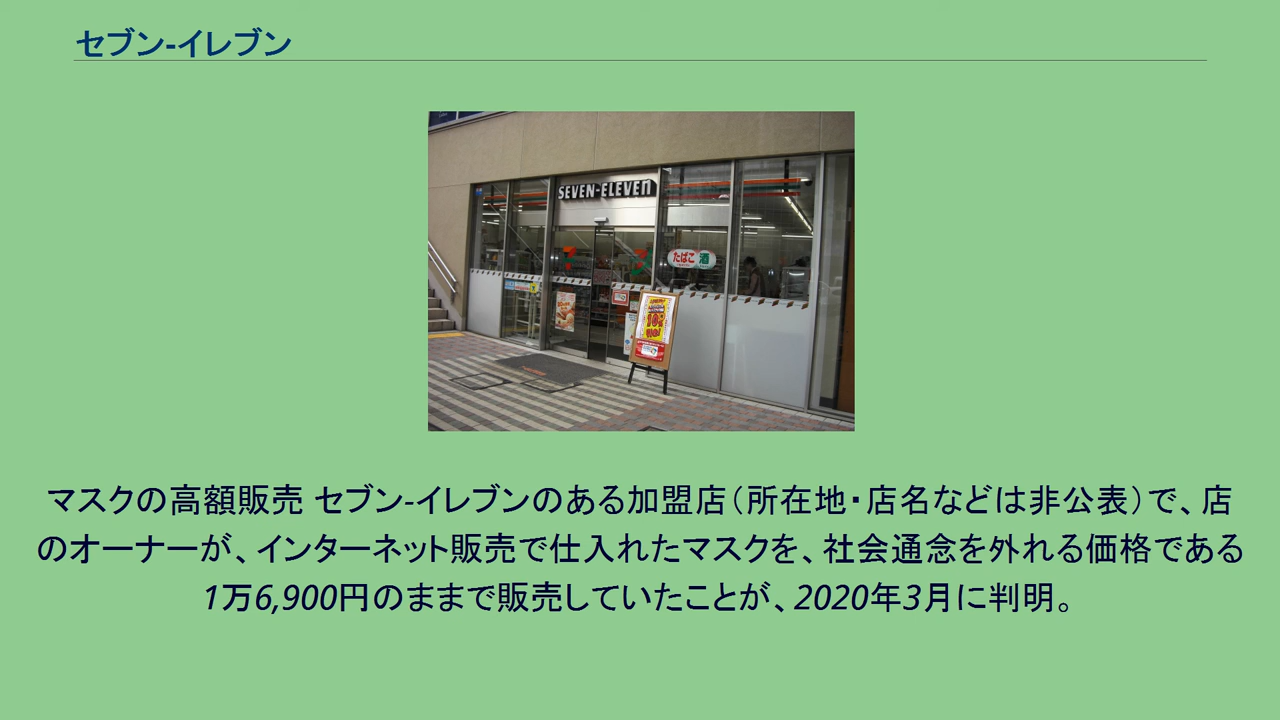 セブン-イレブン
SEVEN-ELEVEN
たばこ 酒
マスクの高額販売 セブン-イレブンのある加盟店（所在地・店名などは非公表）で、店
のオーナーが、インターネット販売で仕入れたマスクを、社会通念を外れる価格である
1万6,900円のままで販売していたことが、2020年3月に判明。